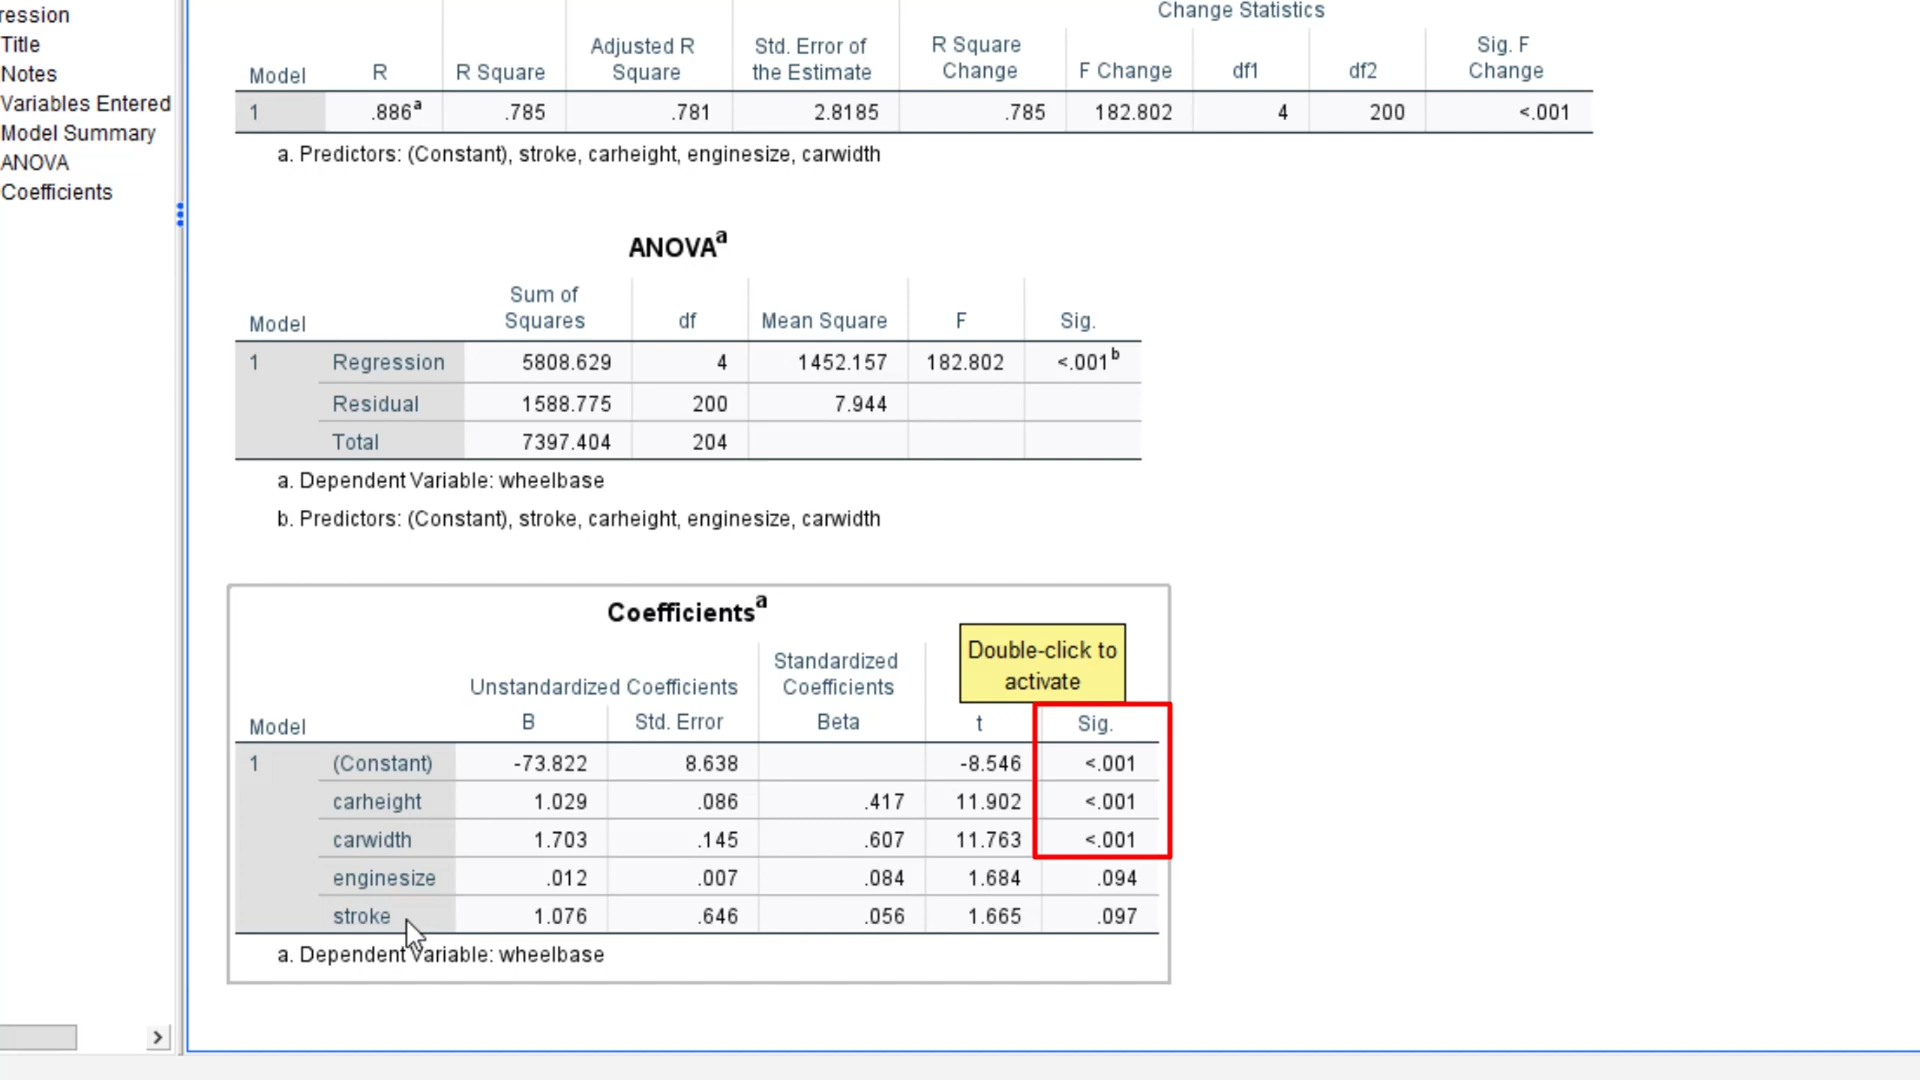 ression
Title
Notes
Variables Entered
Model Summary
ANOVA
Coefficients
Change Statistics
Model R R Square Adjusted R Square Std. Error of the Estimate R Square Change F Change df1 df2 Sig. F Change
1 .886a .785 .781 2.8185 .785 182.802 4 200 <.001
a. Predictors: (Constant), stroke, carheight, enginesize, carwidth
ANOVAa
Model Sum of Squares df Mean Square F Sig.
1 Regression 5808.629 4 1452.157 182.802 <.001b
Residual 1588.775 200 7.944
Total 7397.404 204
a. Dependent Variable: wheelbase
b. Predictors: (Constant), stroke, carheight, enginesize, carwidth
Coefficientsa
Double-click to
activate
Unstandardized Coefficients Standardized Coefficients
Model B Std. Error Beta t Sig.
1 (Constant) -73.822 8.638 -8.546 <.001
carheight 1.029 .086 .417 11.902 <.001
carwidth 1.703 .145 .607 11.763 <.001
enginesize .012 .007 .084 1.684 .094
stroke 1.076 .646 .056 1.665 .097
a. Dependent Variable: wheelbase